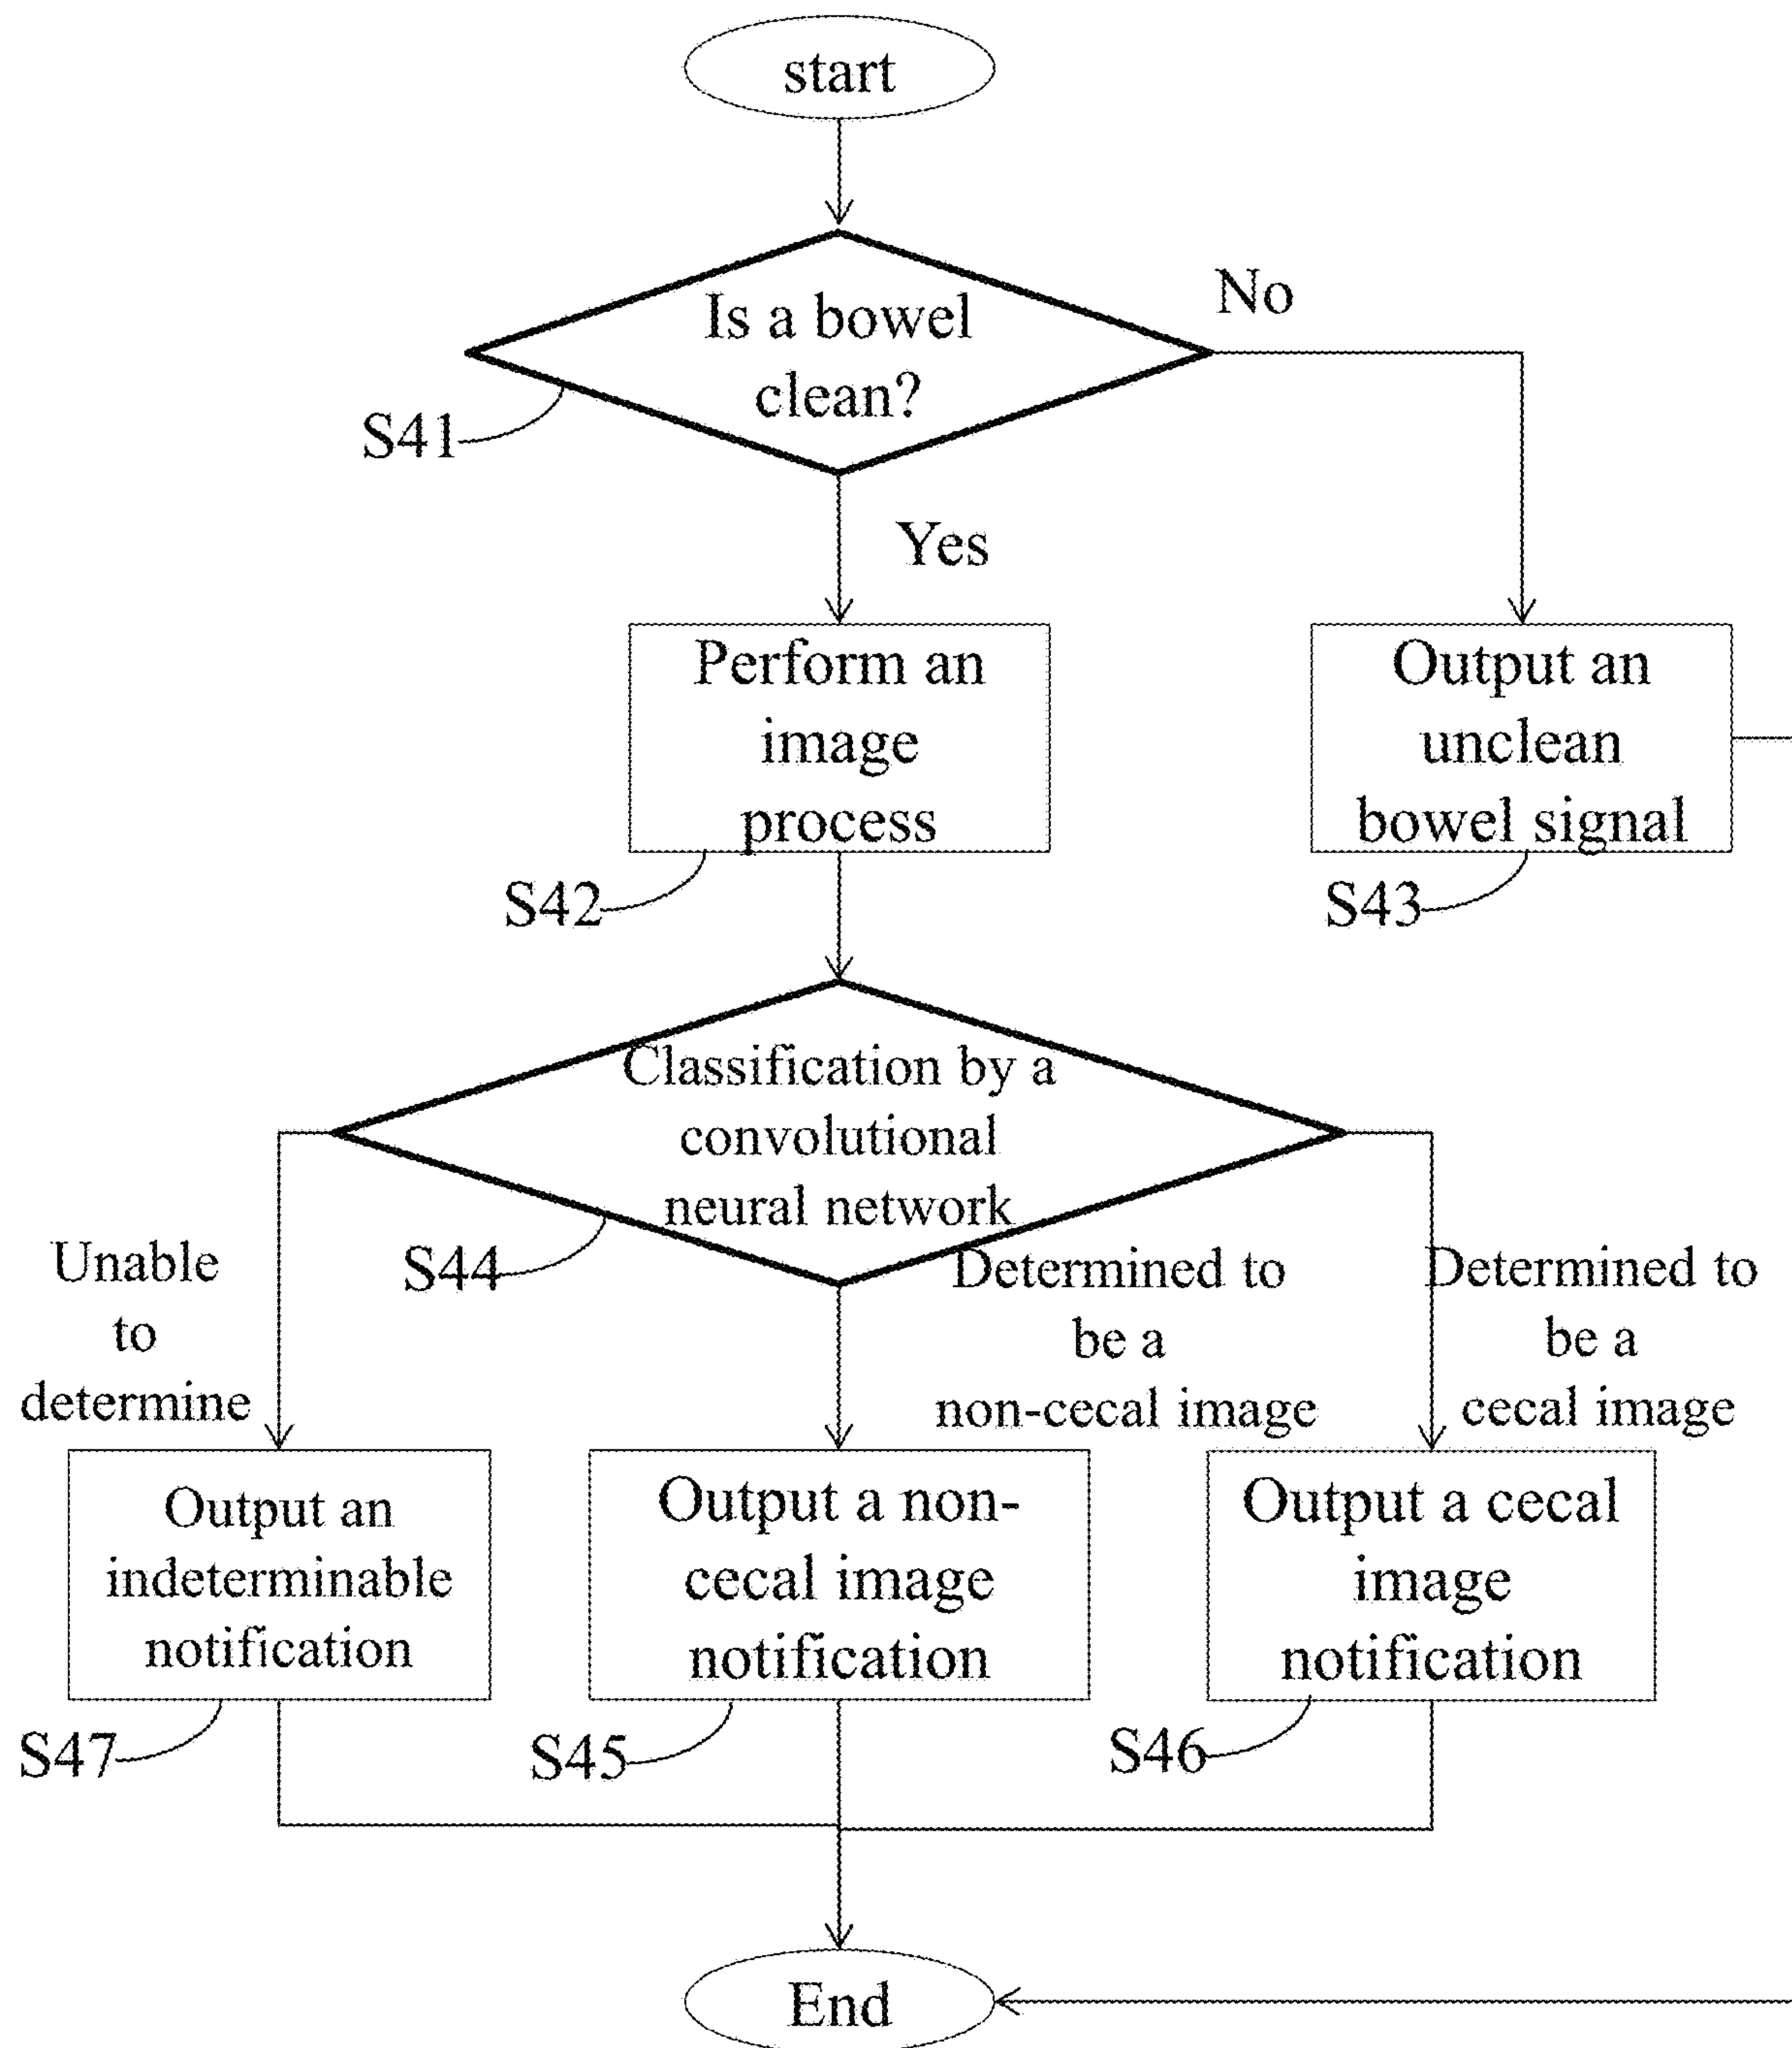 start
Is a bowel
clean?
No
S41
Yes
Perform an
image
process
S42
Output an
unclean
bowel signal
S43
Classification by a
convolutional
neural network
S44
Unable
to
determine
Determined to
be a
non-cecal image
Determined to
be a
cecal image
Output an
indeterminable
notification
S47
Output a non-
cecal image
notification
S45
Output a cecal
image
notification
S46
End